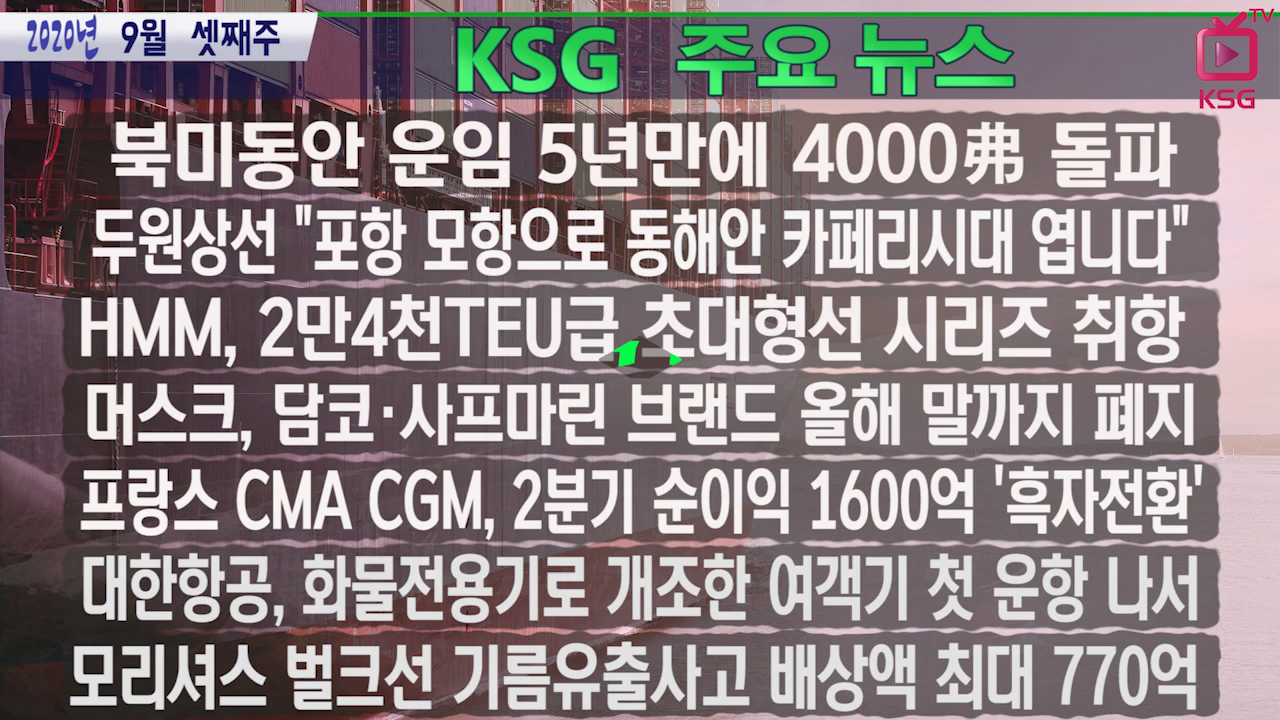 2020년 9월 셋째주
KSG 주요 뉴스
TV
KSG
북미동안 운임 5년만에 4000弗 돌파
두원상선 "포항 모항으로 동해안 카페리시대 엽니다"
HMM, 2만4천TEU급 초대형선 시리즈 취항
머스크, 담코·사프마린 브랜드 올해 말까지 폐지
프랑스 CMA CGM, 2분기 순이익 1600억 '흑자전환'
대한항공, 화물전용기로 개조한 여객기 첫 운항 나서
모리셔스 벌크선 기름유출사고 배상액 최대 770억